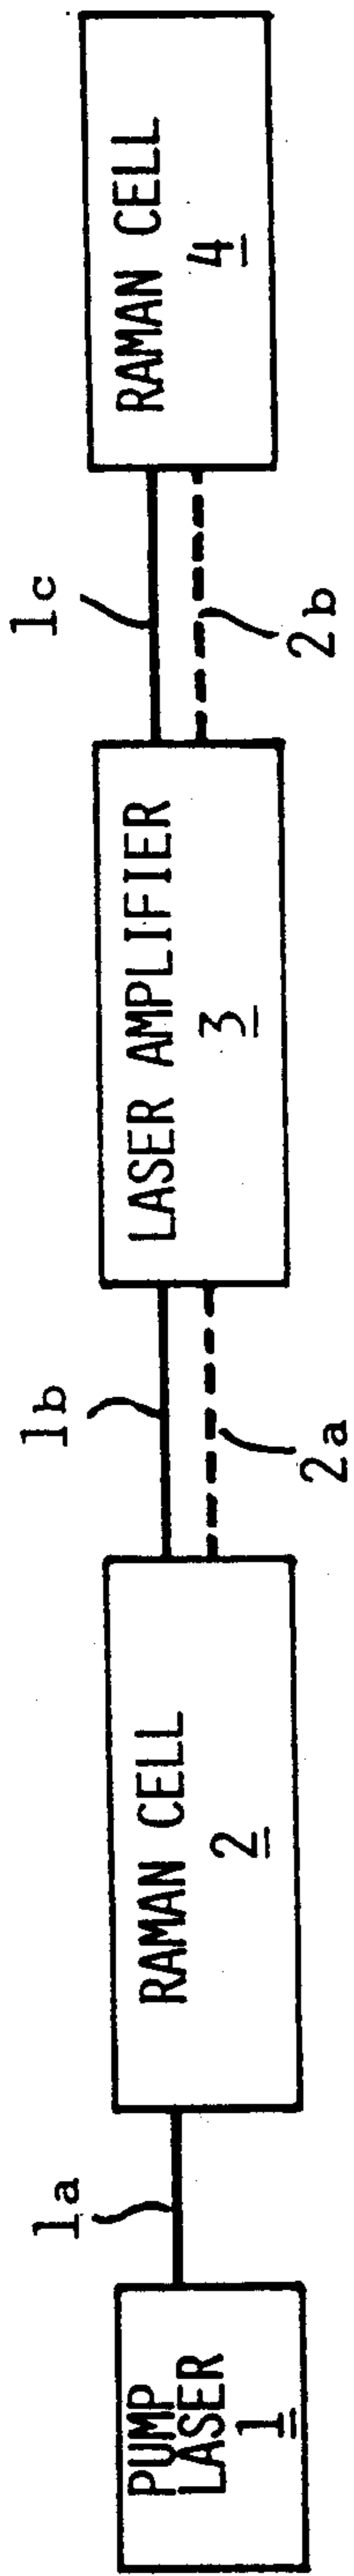 PUMP
LASER
1
1a
RAMAN CELL
2
1b
2a
LASER AMPLIFIER
3
1c
2b
RAMAN CELL
4